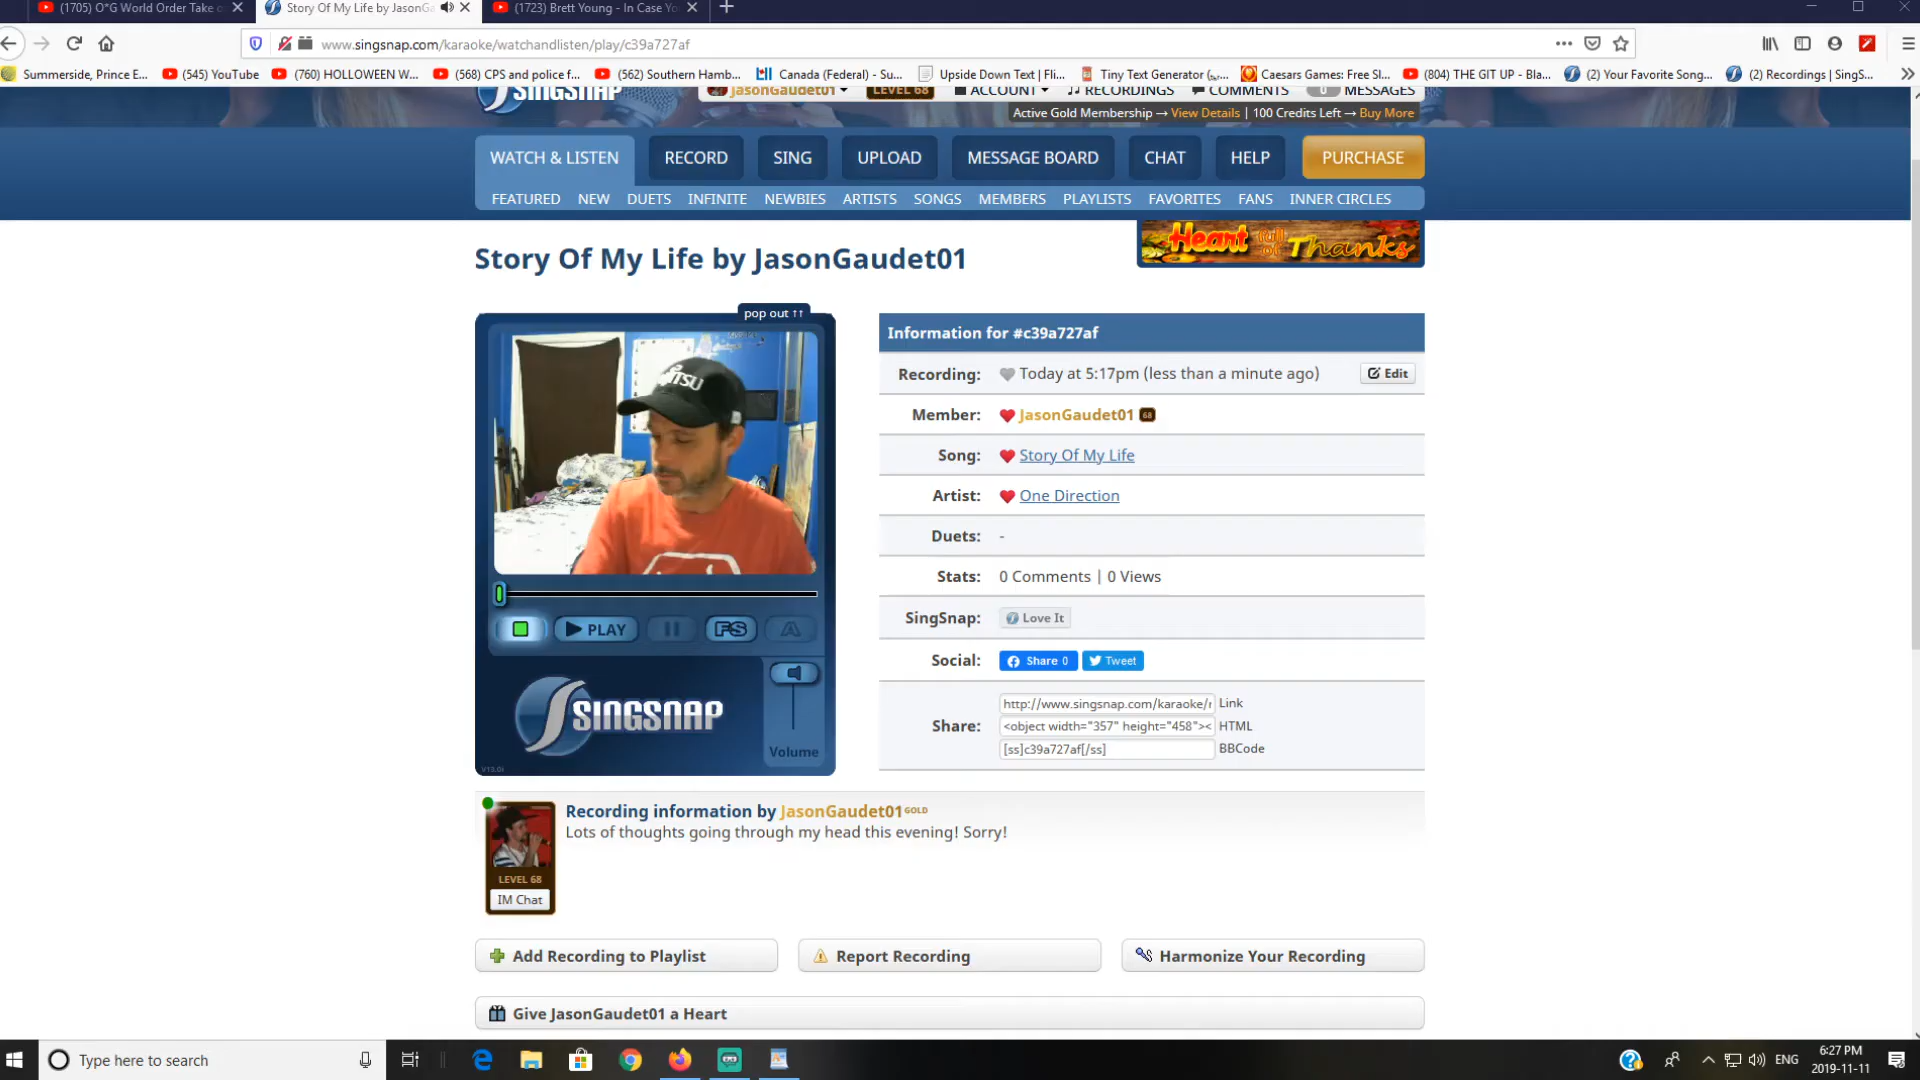 (1705) O*G World Order Take o
Story Of My Life by JasonGa
(1723) Brett Young - In Case Yo
www.singsnap.com/karaoke/watchandlisten/play/c39a727af
Summerside, Prince E... (545) YouTube (760) HOLLOWEEN W... (568) CPS and police f... (562) Southern Hamb... Canada (Federal) - Su... Upside Down Text | Fli... Tiny Text Generator (... Caesars Games: Free Sl... (804) THE GIT UP - Bla... (2) Your Favorite Song... (2) Recordings | SingS...
SINGSNAP JasonGaudet01 LEVEL 68 ACCOUNT RECORDINGS COMMENTS 0 MESSAGES
Active Gold Membership → View Details | 100 Credits Left → Buy More
WATCH & LISTEN RECORD SING UPLOAD MESSAGE BOARD CHAT HELP PURCHASE
FEATURED NEW DUETS INFINITE NEWBIES ARTISTS SONGS MEMBERS PLAYLISTS FAVORITES FANS INNER CIRCLES
Heart full of Thanks
Story Of My Life by JasonGaudet01
pop out ↑↑
Information for #c39a727af
Recording: Today at 5:17pm (less than a minute ago) Edit
Member: JasonGaudet01 68
Song: Story Of My Life
Artist: One Direction
Duets: -
Stats: 0 Comments | 0 Views
SingSnap: Love It
Social: Share 0 Tweet
Share: http://www.singsnap.com/karaoke/r Link
<object width="357" height="458">< HTML
[ss]c39a727af[/ss] BBCode
PLAY FS A
SINGSNAP
Volume
Recording information by JasonGaudet01 GOLD
Lots of thoughts going through my head this evening! Sorry!
LEVEL 68
IM Chat
Add Recording to Playlist Report Recording Harmonize Your Recording
Give JasonGaudet01 a Heart
Type here to search
ENG
6:27 PM
2019-11-11